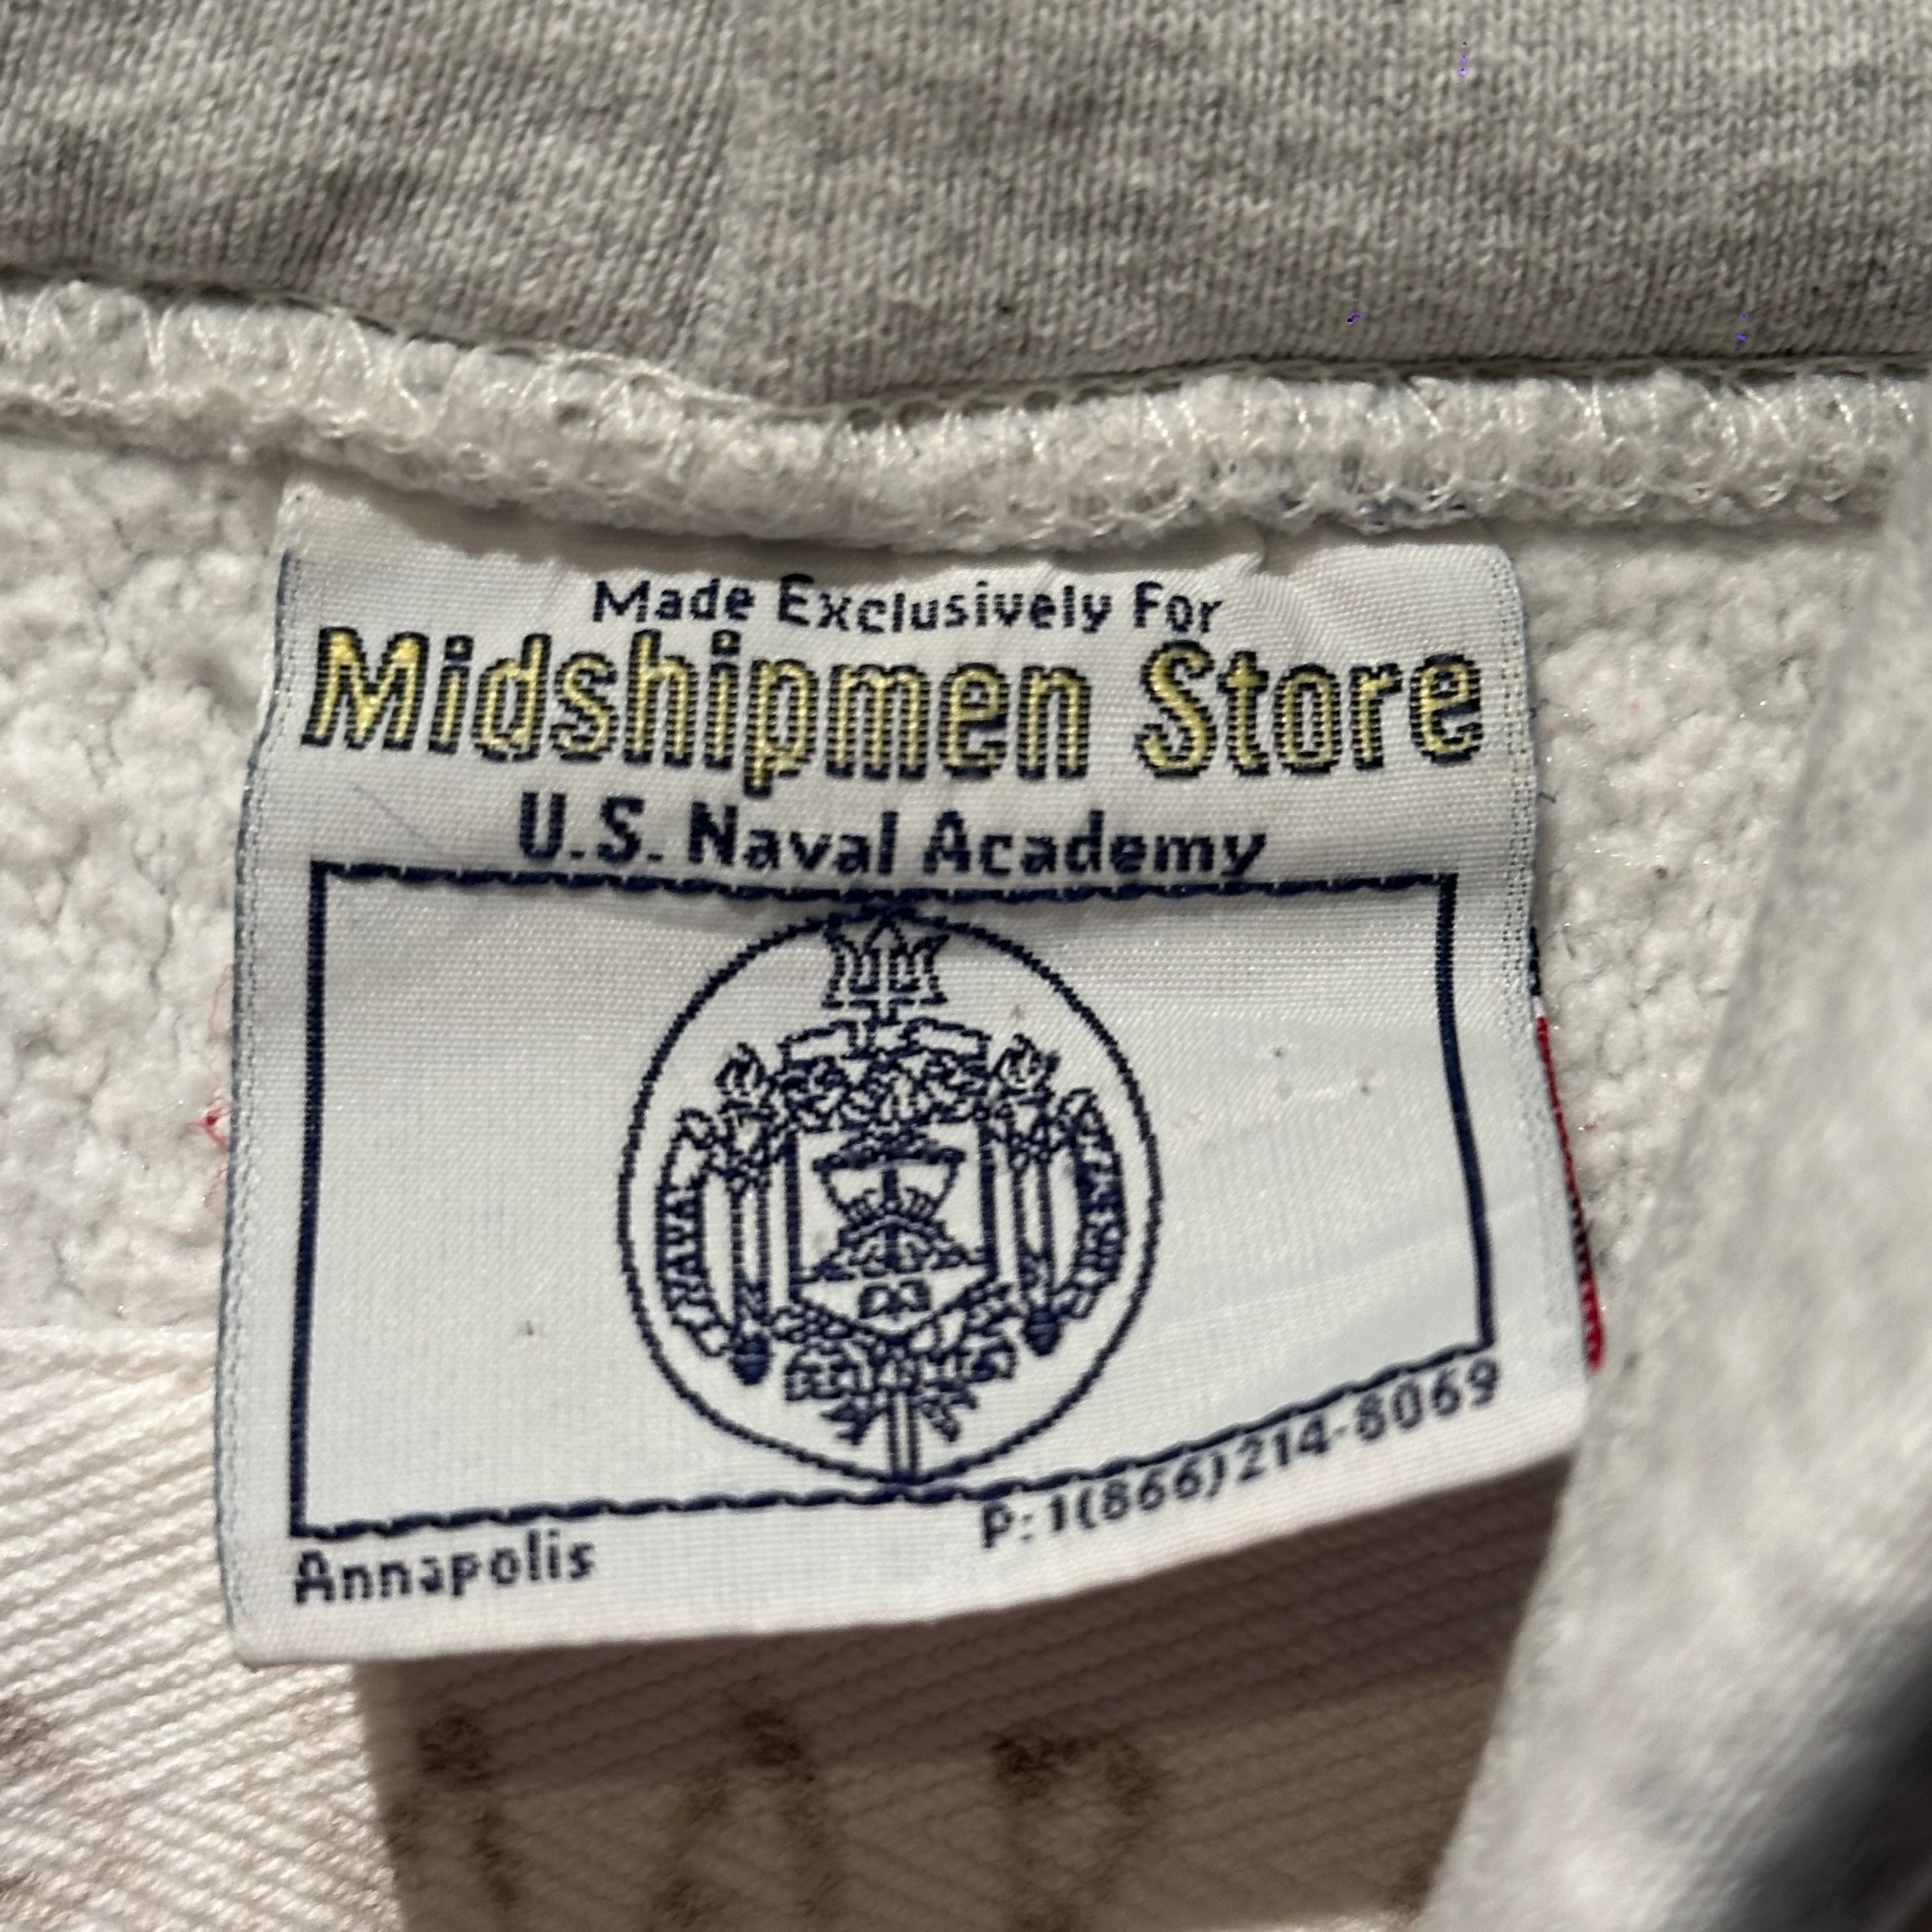 Made Exclusively For
Midshipmen Store
U.S. Naval Academy
Annapolis
P: 1(866)214-8069